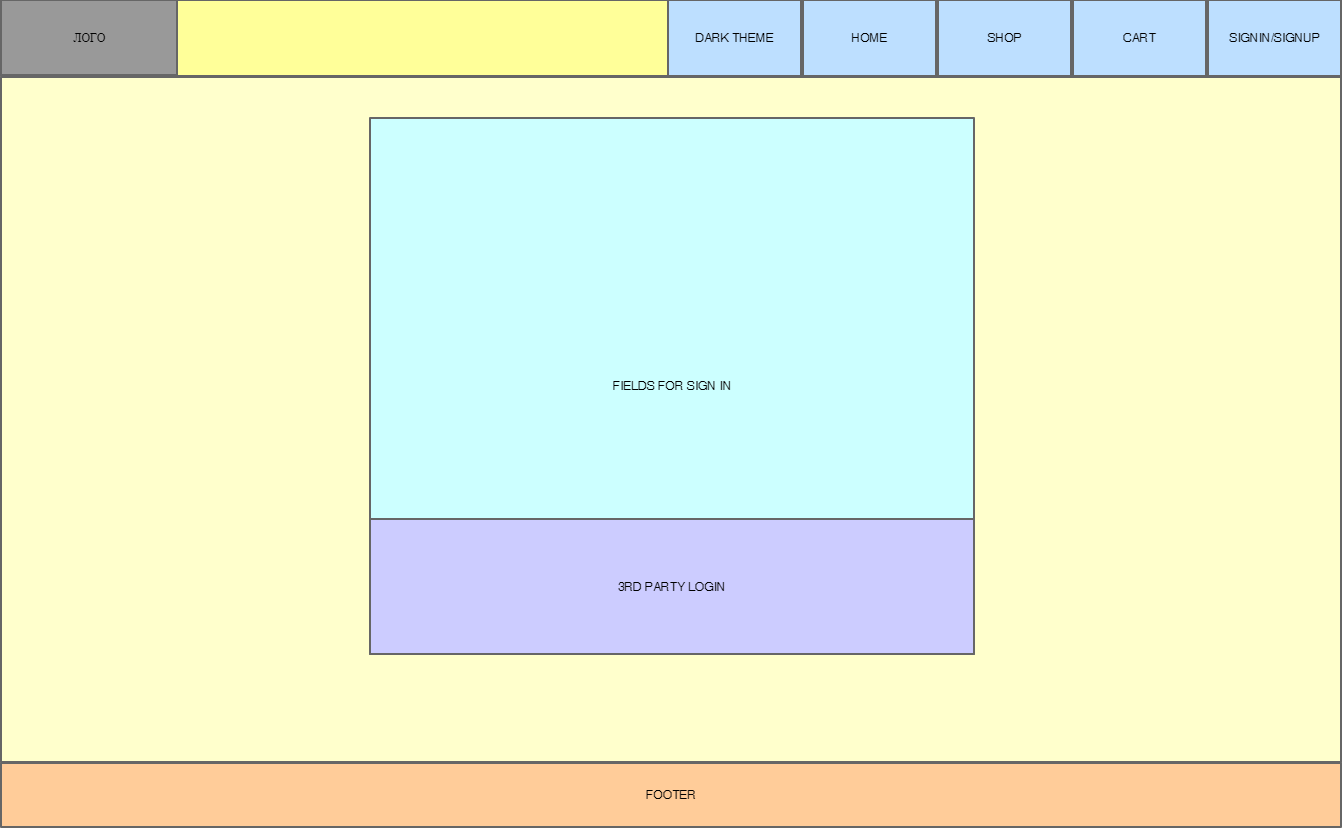 ЛОГО
DARK THEME
HOME
SHOP
CART
SIGNIN/SIGNUP
FIELDS FOR SIGN IN
3RD PARTY LOGIN
FOOTER